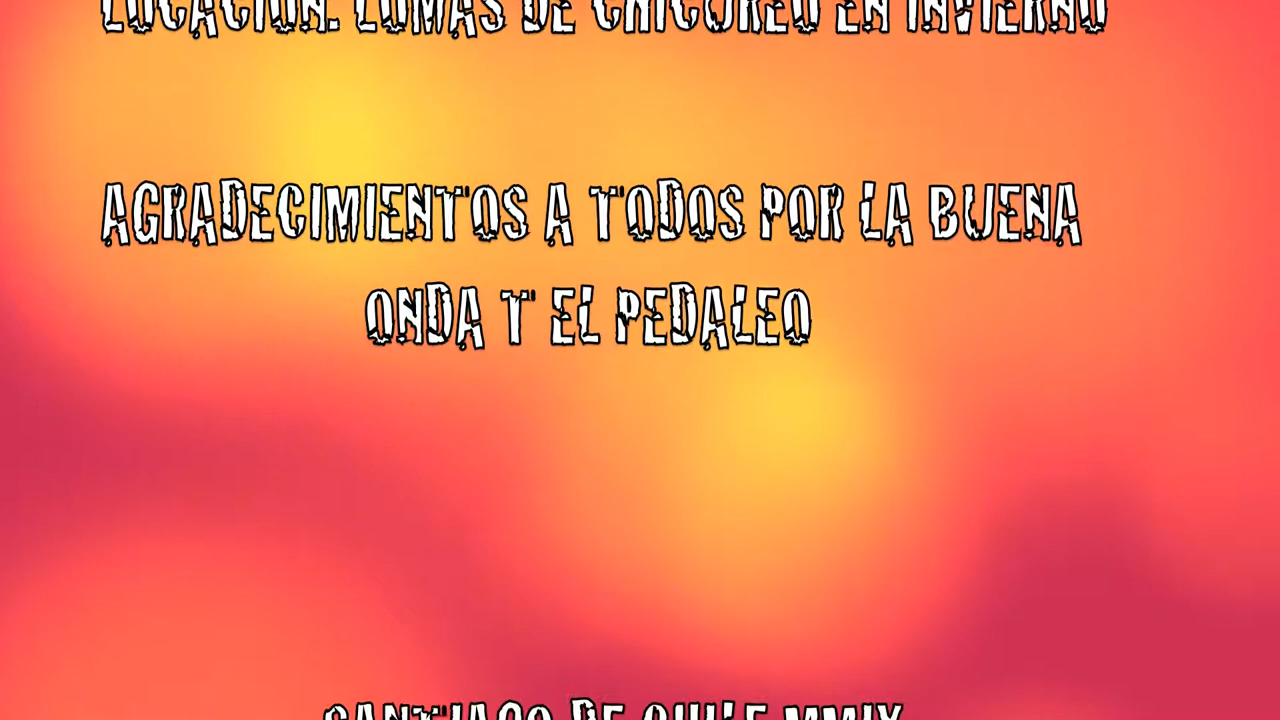 LOCACION: LOMAS DE CHICUREO EN INVIERNO
AGRADECIMIENTOS A TODOS POR LA BUENA
ONDA Y EL PEDALEO
SANTIAGO DE CHILE MMIX